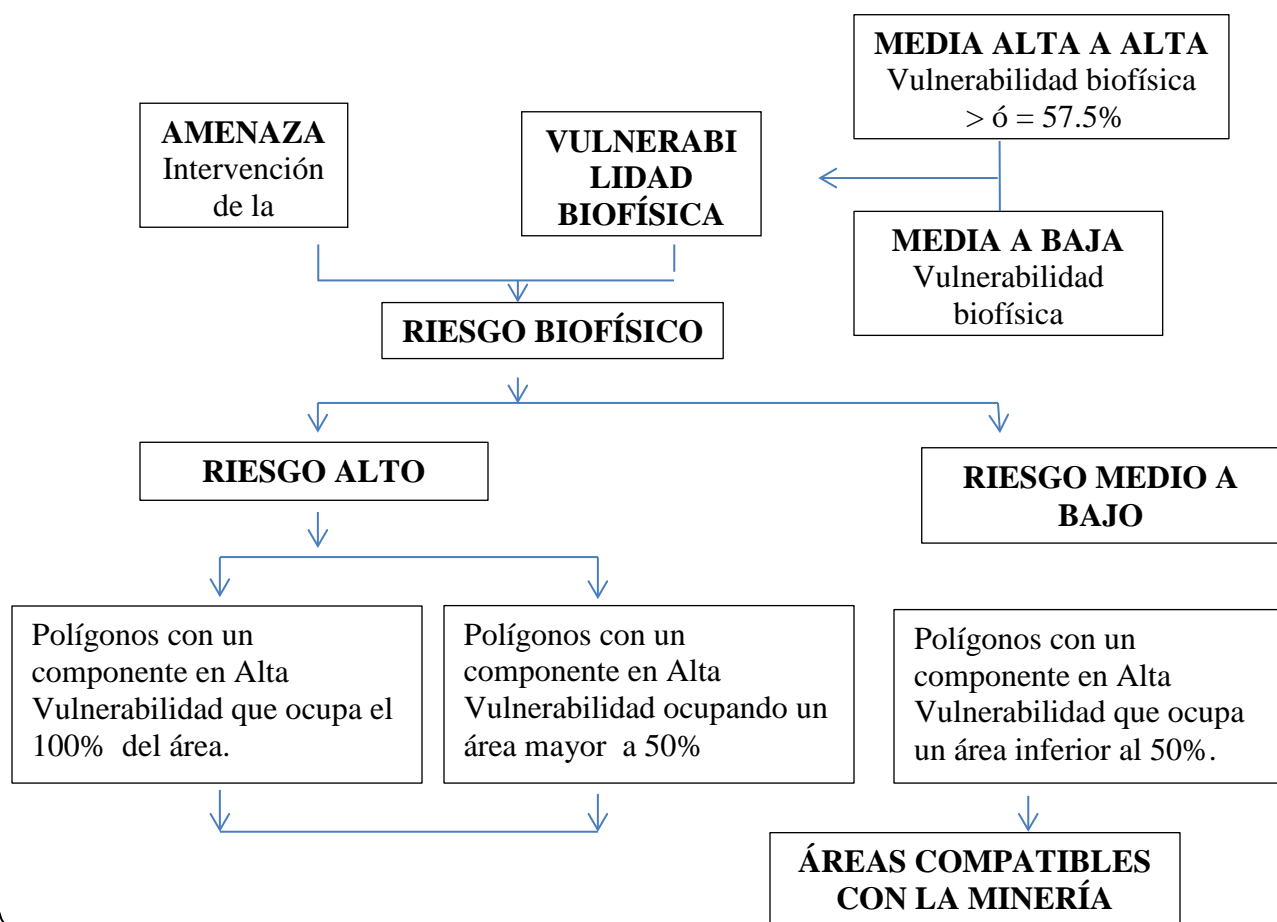 MEDIA ALTA A ALTA
Vulnerabilidad biofísica
> ó = 57.5%
AMENAZA
Intervención
de la
VULNERABI
LIDAD
BIOFÍSICA
MEDIA A BAJA
Vulnerabilidad
biofísica
RIESGO BIOFÍSICO
RIESGO ALTO
RIESGO MEDIO A
BAJO
Polígonos con un
componente en Alta
Vulnerabilidad que ocupa el
100% del área.
Polígonos con un
componente en Alta
Vulnerabilidad ocupando un
área mayor a 50%
Polígonos con un
componente en Alta
Vulnerabilidad que ocupa
un área inferior al 50%.
ÁREAS COMPATIBLES
CON LA MINERÍA